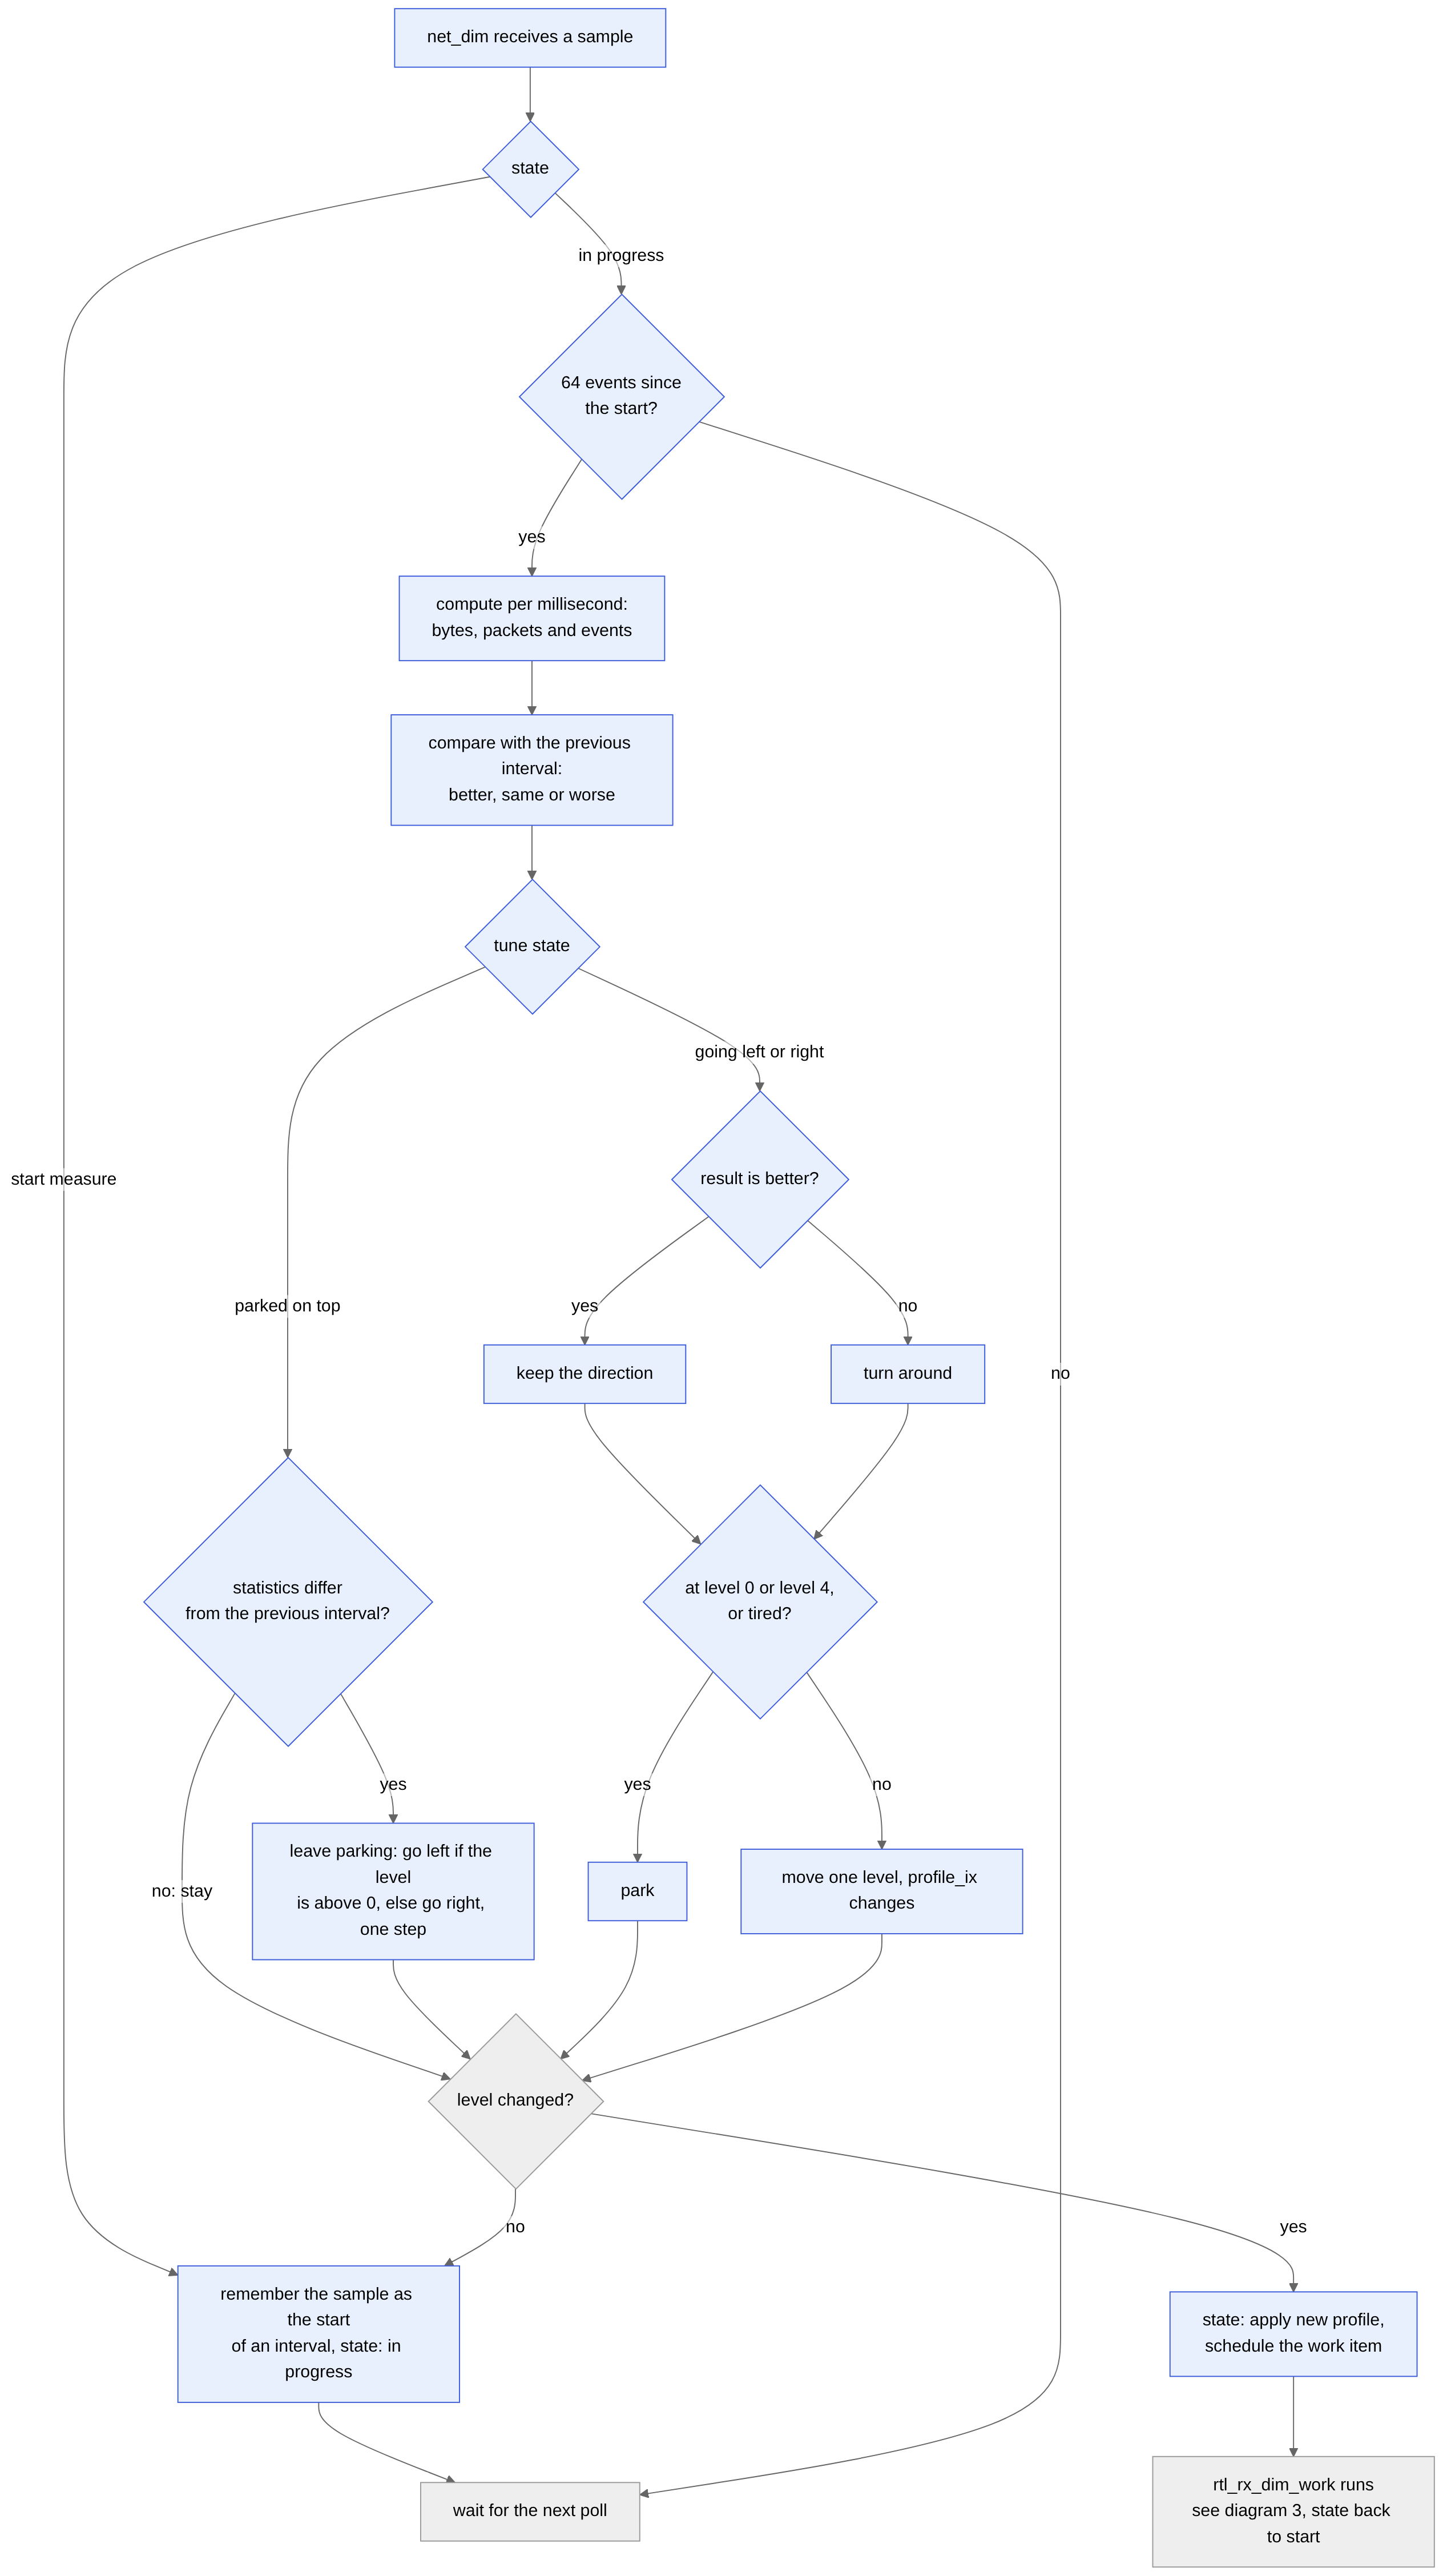 net_dim receives a sample
state
in progress
64 events since
the start?
yes
compute per millisecond:
bytes, packets and events
compare with the previous
interval:
better, same or worse
tune state
going left or right
start measure
result is better?
parked on top
yes
no
keep the direction
turn around
no
statistics differ
from the previous interval?
at level 0 or level 4,
or tired?
yes
yes
no
no: stay
leave parking: go left if the
level
is above 0, else go right,
one step
park
move one level, profile_ix
changes
level changed?
no
yes
remember the sample as
the start
of an interval, state: in
progress
state: apply new profile,
schedule the work item
wait for the next poll
rtl_rx_dim_work runs
see diagram 3, state back
to start